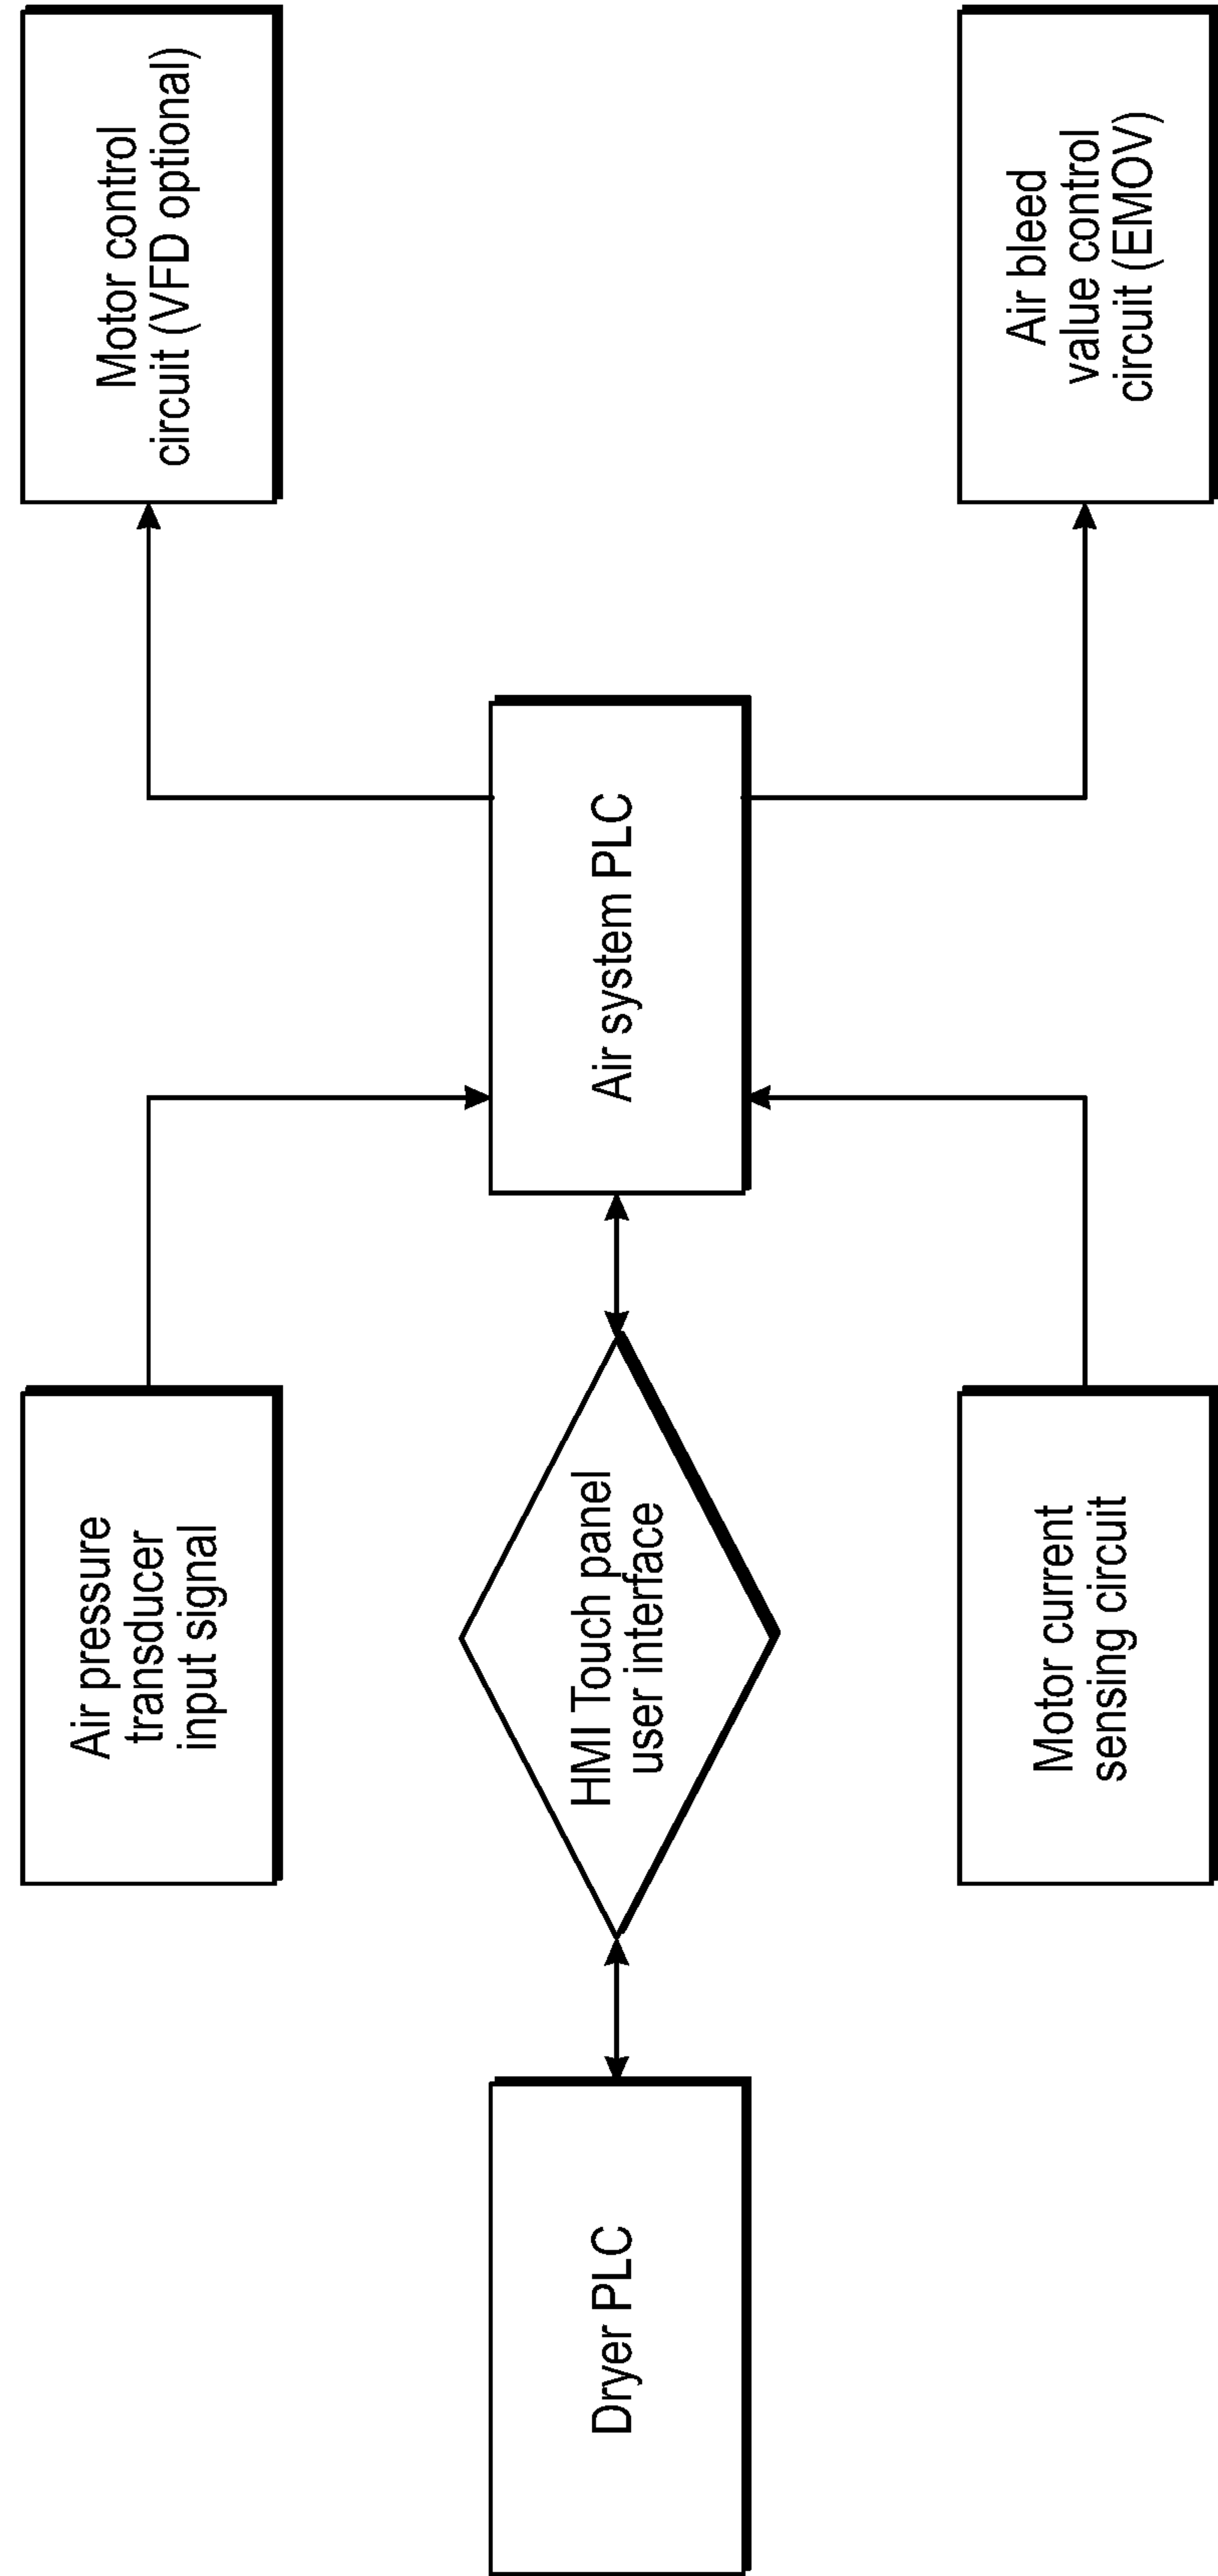 Air pressure
transducer
input signal
Motor control
circuit (VFD optional)
Dryer PLC
HMI Touch panel
user interface
Air system PLC
Motor current
sensing circuit
Air bleed
value control
circuit (EMOV)